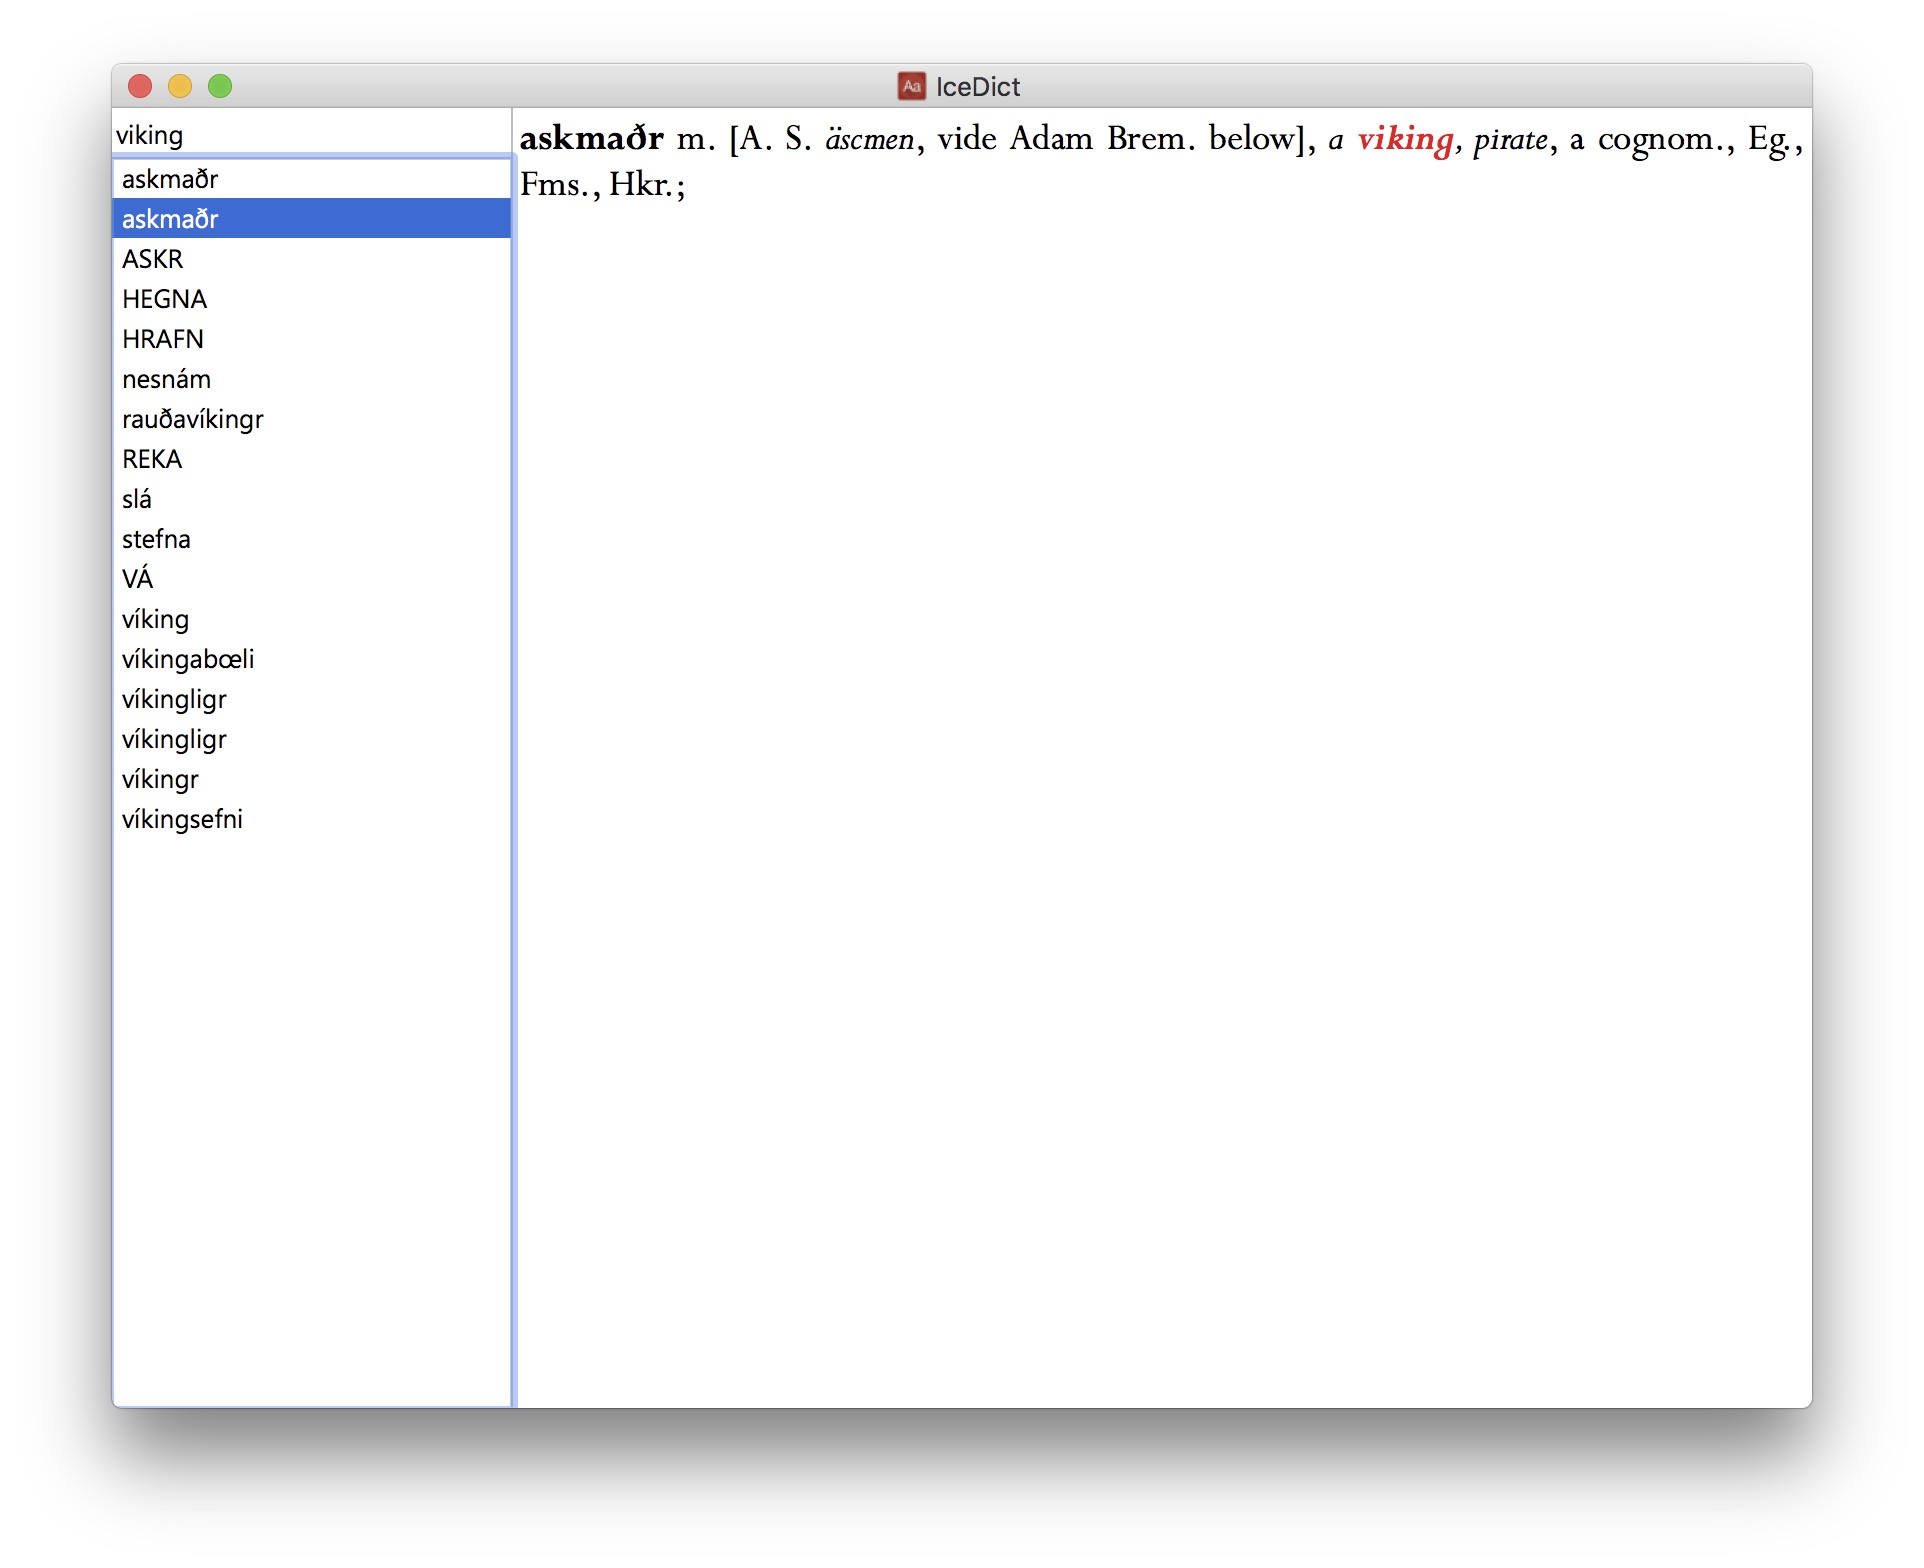 Aa IceDict
viking
askmaðr
askmaðr
ASKR
HEGNA
HRAFN
nesnám
rauðavíkingr
REKA
slá
stefna
VÁ
víking
víkingabœli
víkingligr
víkingligr
víkingr
víkingsefni
askmaðr m. [A. S. äscmen, vide Adam Brem. below], a viking, pirate, a cognom., Eg.,
Fms., Hkr.;